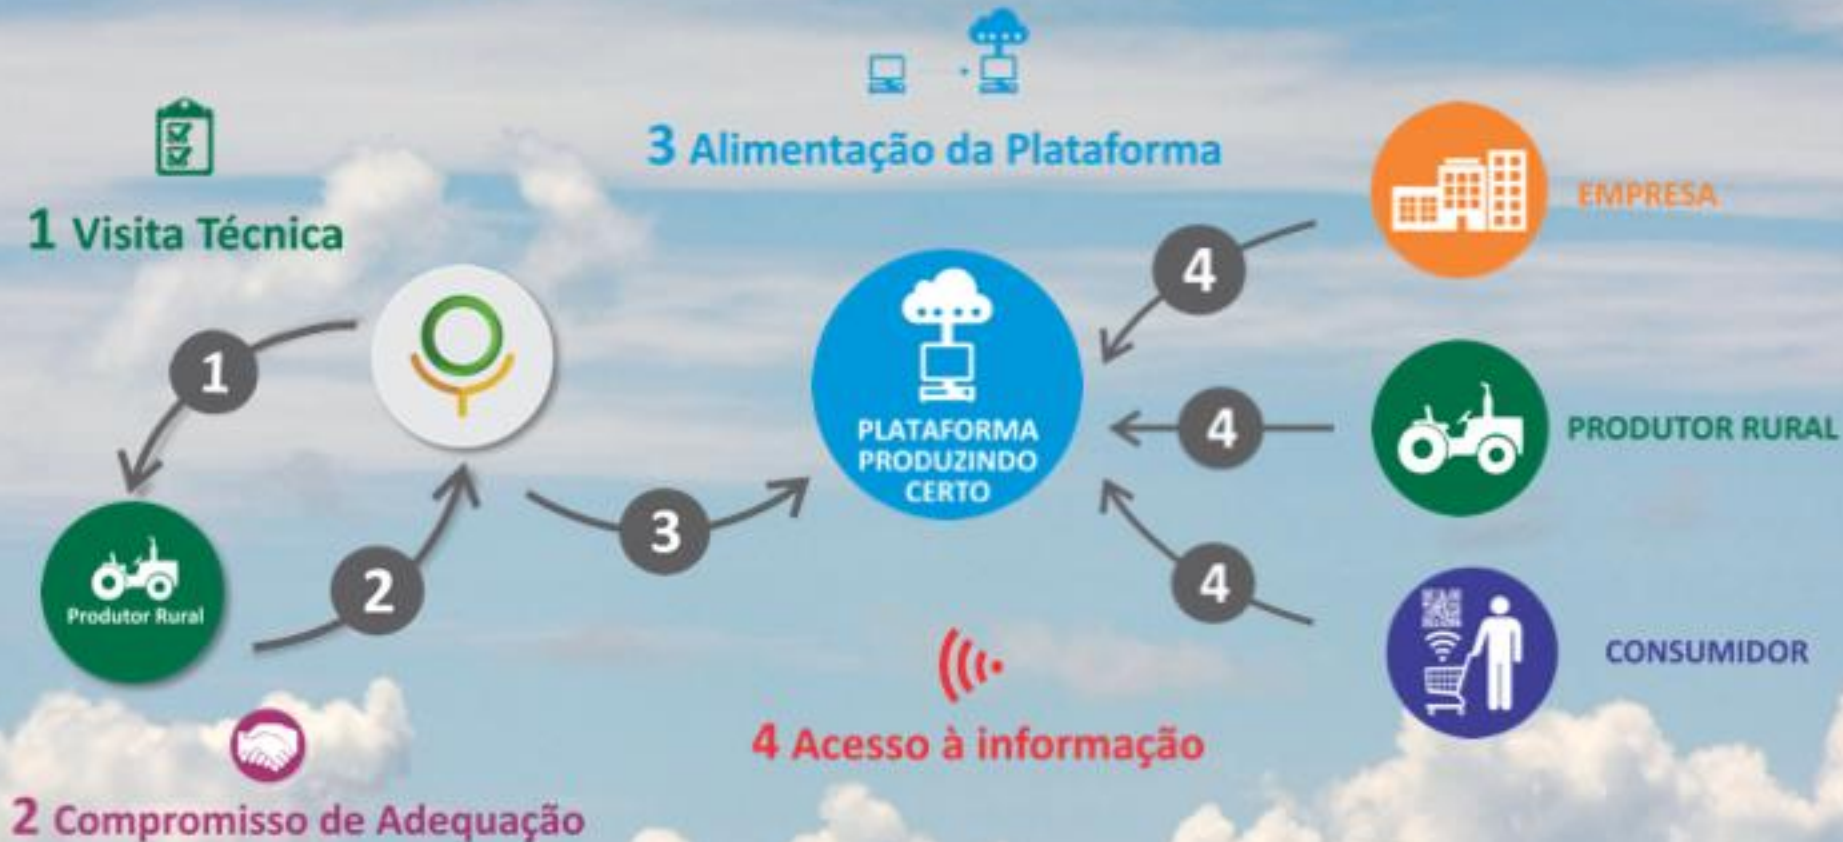 3 Alimentação da Plataforma
1 Visita Técnica
EMPRESA
4
1
4
PLATAFORMA
PRODUZINDO
CERTO
PRODUTOR RURAL
3
2
Produtor Rural
4
CONSUMIDOR
4 Acesso à informação
2 Compromisso de Adequação